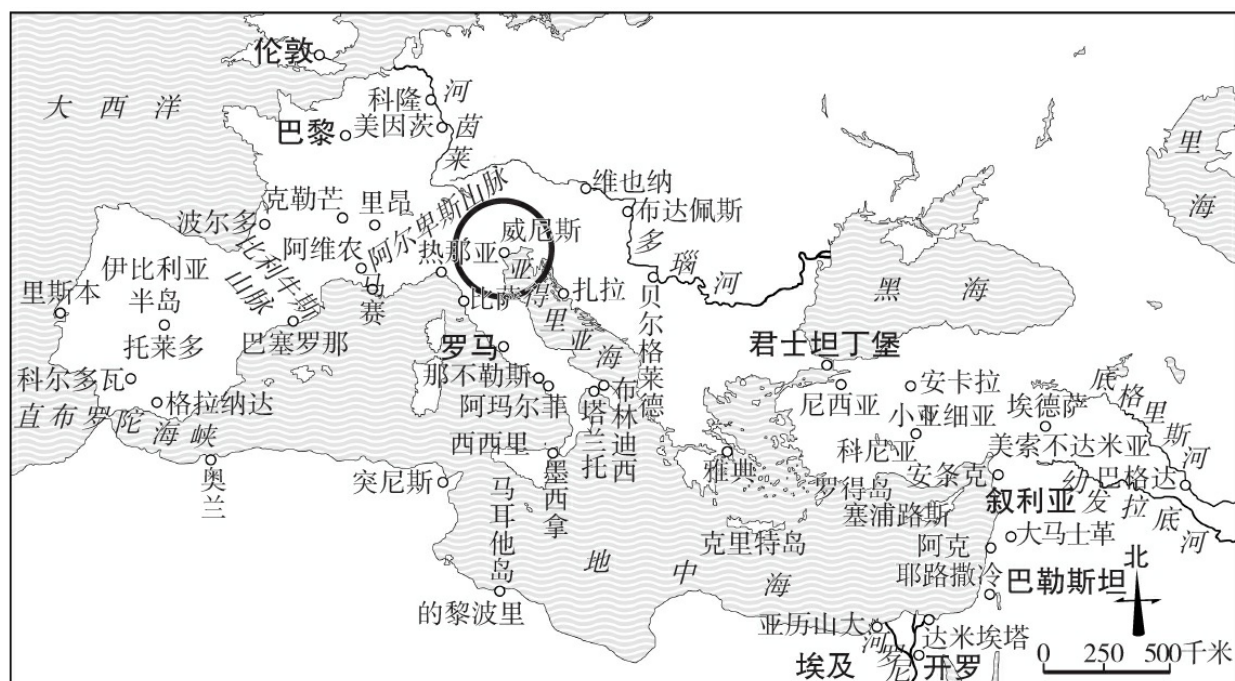 伦敦
大西洋
科隆
巴黎
美因茨
莱茵河
里海
维也纳
布达佩斯
克勒芒
里昂
阿尔卑斯山脉
波尔多
威尼斯
阿维农
热那亚
多瑙河
比利牛斯
山脉
马赛
比萨
亚得里亚海
扎拉
贝尔格莱德
黑海
伊比利亚
半岛
里斯本
托莱多
巴塞罗那
罗马
君士坦丁堡
科尔多瓦
那不勒斯
布林迪西
安卡拉
底格里斯河
格拉纳达
阿玛尔菲
塔兰托
尼西亚
小亚细亚
埃德萨
直布罗陀海峡
西西里
科尼亚
美索不达米亚
奥兰
突尼斯
墨西拿
雅典
安条克
巴格达
罗得岛
幼发拉底河
马耳他岛
塞浦路斯
叙利亚
克里特岛
阿克
大马士革
地中海
耶路撒冷
巴勒斯坦
北
的黎波里
亚历山大
达米埃塔
尼罗河
埃及
开罗
0 250 500千米